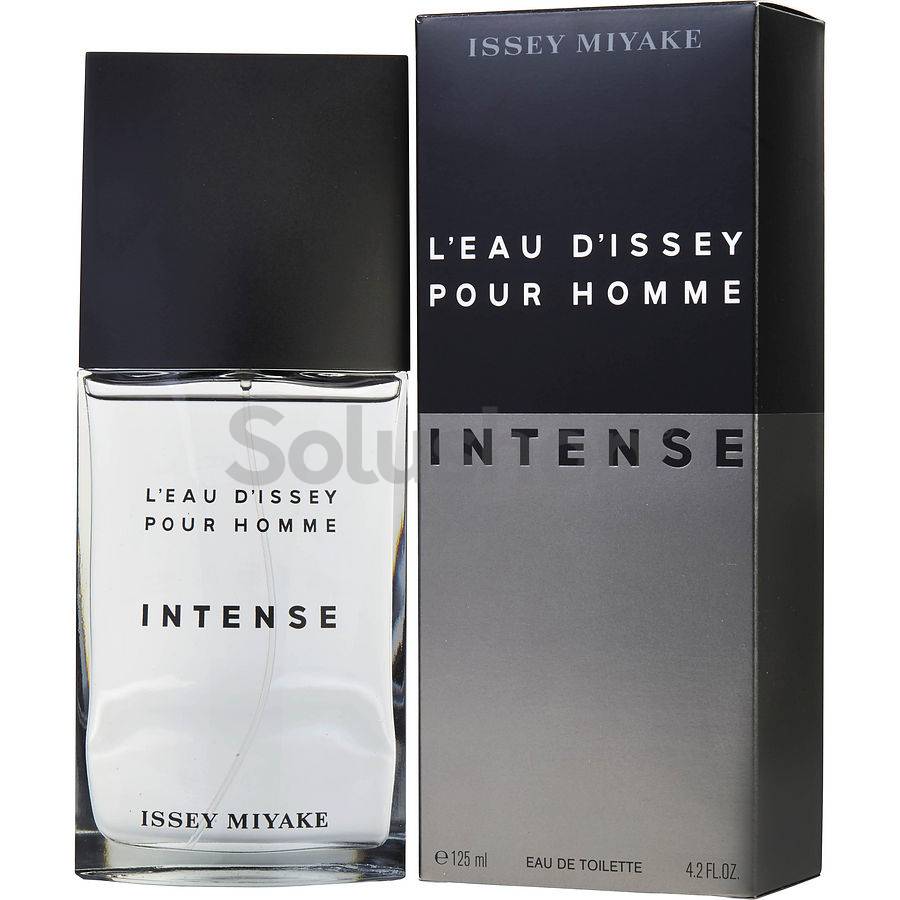 ISSEY MIYAKE
L'EAU D'ISSEY
POUR HOMME
INTENSE
e 125 ml EAU DE TOILETTE 4.2 FL.OZ.
L'EAU D'ISSEY
POUR HOMME
INTENSE
ISSEY MIYAKE